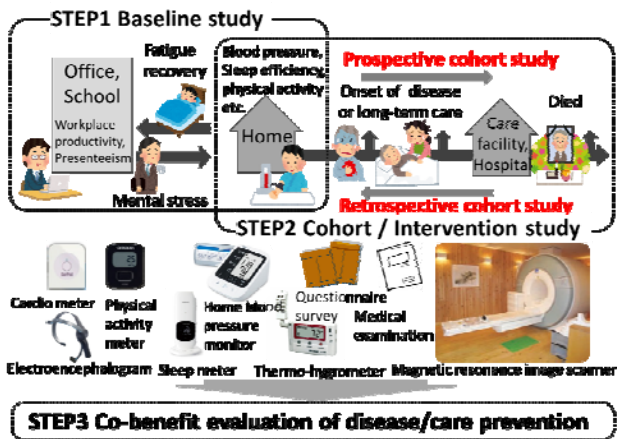 STEP1 Baseline study
Office,
School
Workplace
productivity,
Presenteeism
Fatigue
recovery
Mental stress
Blood pressure,
Sleep efficiency,
physical activity
etc.
Home
Prospective cohort study
Onset of disease
or long-term care
Care
facility,
Hospital
Died
Retrospective cohort study
STEP2 Cohort / Intervention study
Cardio meter
Physical
activity
meter
Home blood
pressure
monitor
Questionnaire
survey
Medical
examination
Electroencephalogram
Sleep meter
Thermo-hygrometer
Magnetic resonance image scanner
STEP3 Co-benefit evaluation of disease/care prevention